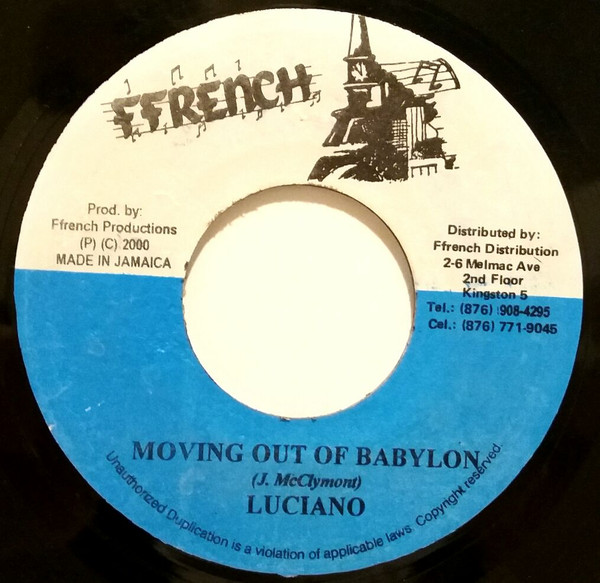 FFRENCH
Prod. by:
Ffrench Productions
(P) (C) 2000
MADE IN JAMAICA
Distributed by:
Ffrench Distribution
2-6 Melmac Ave
2nd Floor
Kingston 5
Tel.: (876) 908-4295
Cel.: (876) 771-9045
MOVING OUT OF BABYLON
(J. McClymont)
LUCIANO
Unauthorized Duplication is a violation of applicable laws. Copyright reserved.